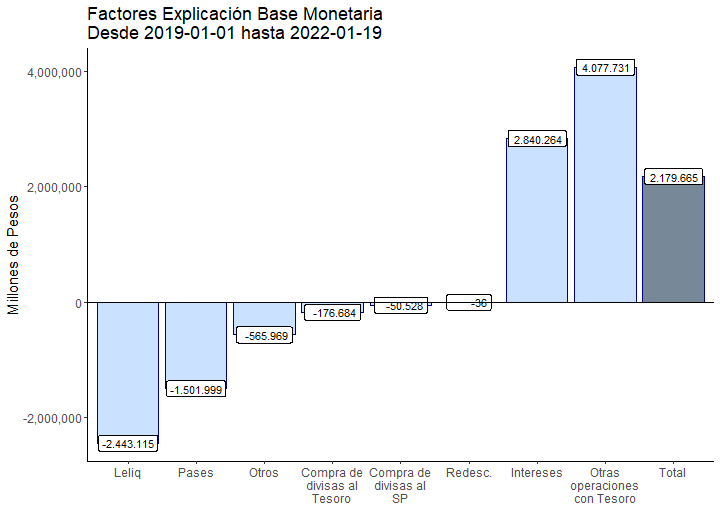 Factores Explicación Base Monetaria
Desde 2019-01-01 hasta 2022-01-19
Millones de Pesos
4,000,000
2,000,000
0
-2,000,000
-2.443.115
-1.501.999
-565.969
-176.684
-50.528
-36
2.840.264
4.077.731
2.179.665
Leliq
Pases
Otros
Compra de
divisas al
Tesoro
Compra de
divisas al
SP
Redesc.
Intereses
Otras
operaciones
con Tesoro
Total